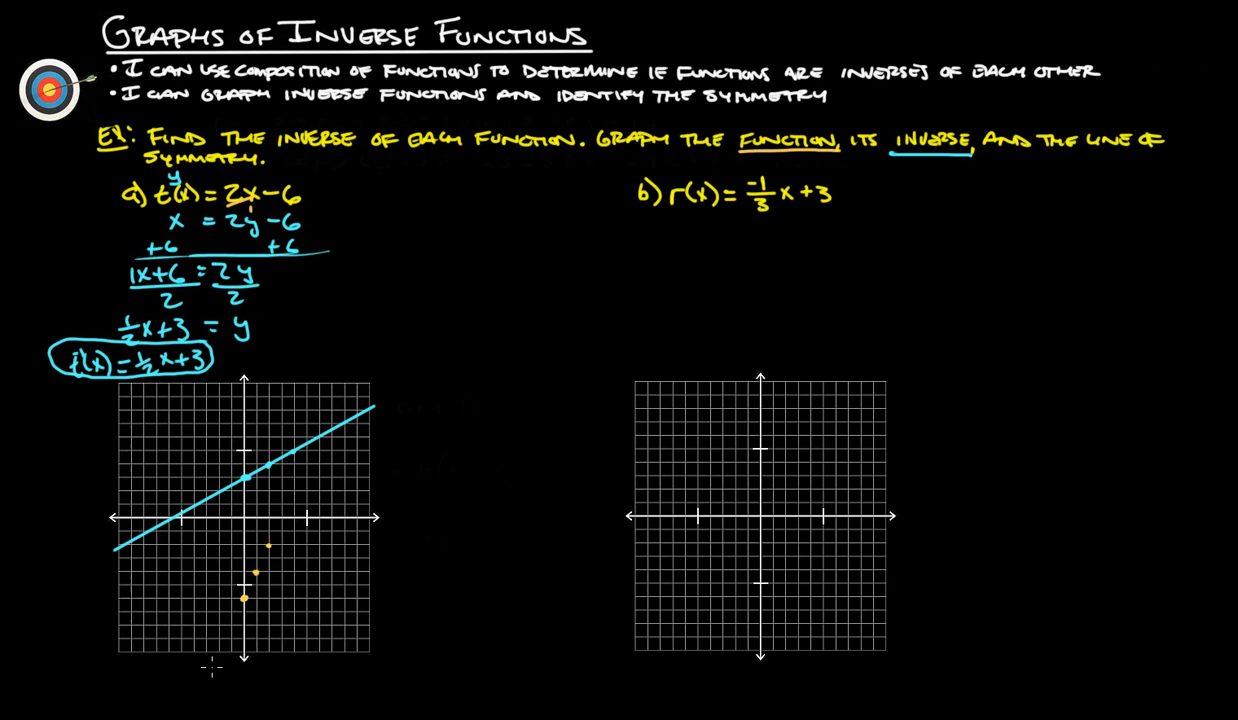 GRAPHS OF INVERSE FUNCTIONS
• I CAN USE COMPOSITION OF FUNCTIONS TO DETERMINE IF FUNCTIONS ARE INVERSES OF EACH OTHER
• I CAN GRAPH INVERSE FUNCTIONS AND IDENTIFY THE SYMMETRY
EX: FIND THE INVERSE OF EACH FUNCTION. GRAPH THE FUNCTION, ITS INVERSE, AND THE LINE OF
SYMMETRY.
y
a) t(x) = 2x - 6
x = 2y - 6
+6 +6
1x + 6 = 2y
2 2
1/2 x + 3 = y
t⁻¹(x) = 1/2 x + 3
b) r(x) = -1/3 x + 3